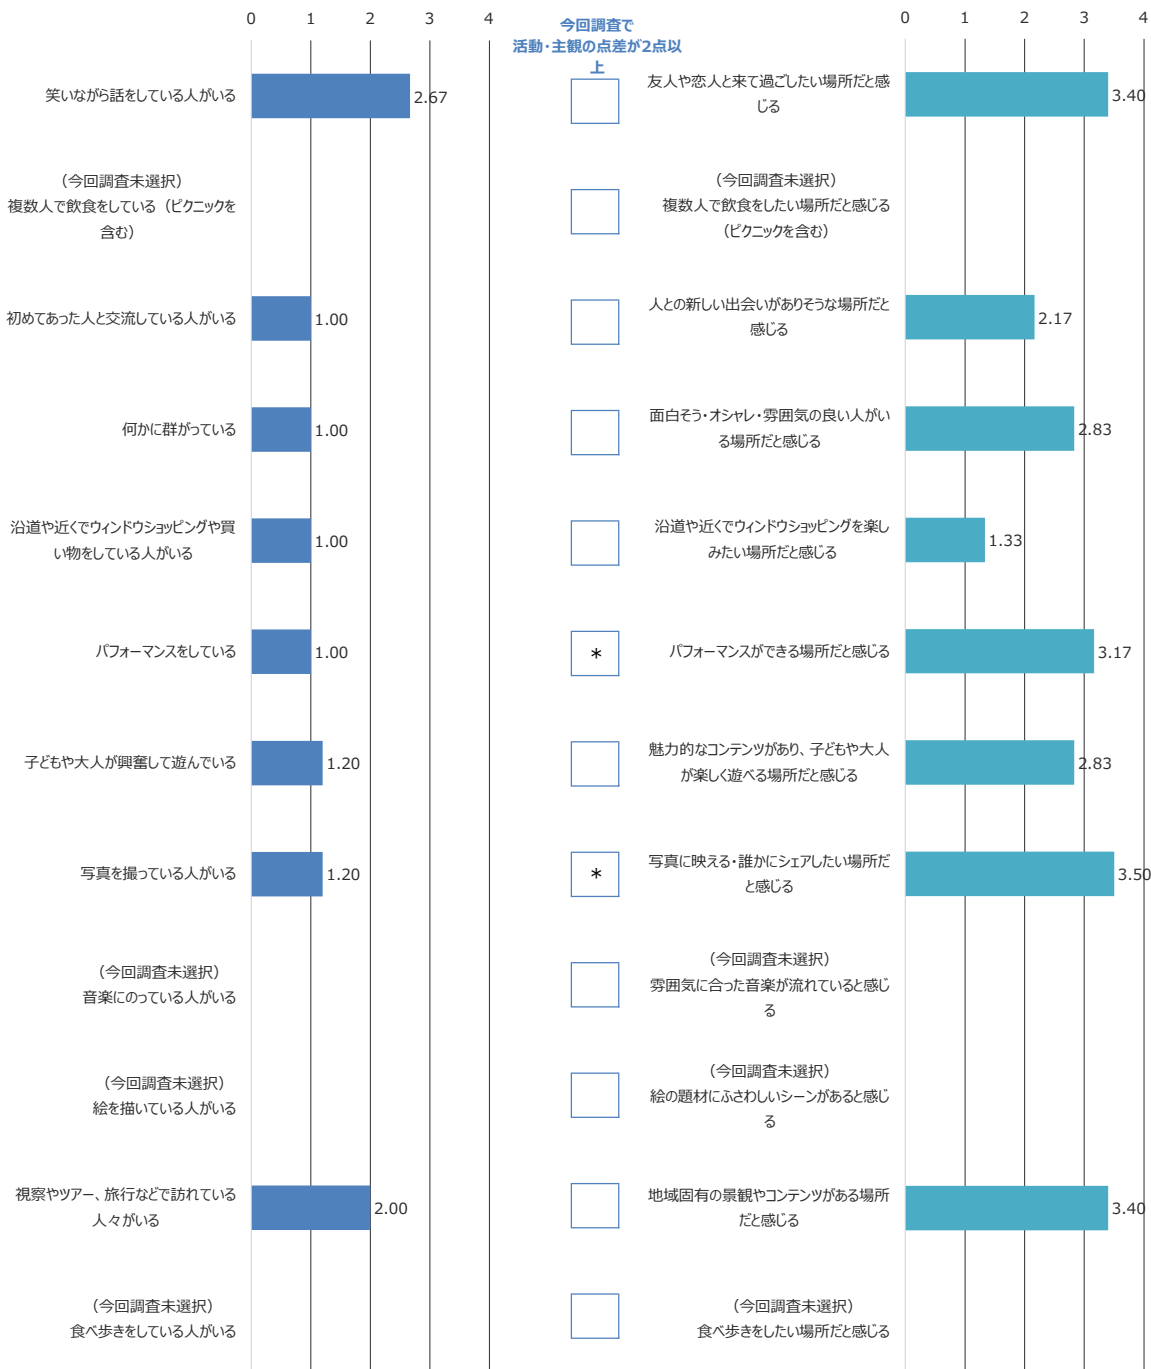 0 1 2 3 4
今回調査で
活動・主観の点差が2点以
上
0 1 2 3 4
笑いながら話をしている人がいる
2.67
友人や恋人と来て過ごしたい場所だと感
じる
3.40
（今回調査未選択）
複数人で飲食をしている（ピクニックを
含む）
（今回調査未選択）
複数人で飲食をしたい場所だと感じる
（ピクニックを含む）
初めてあった人と交流している人がいる
1.00
人との新しい出会いがありそうな場所だと
感じる
2.17
何かに群がっている
1.00
面白そう・オシャレ・雰囲気の良い人がい
る場所だと感じる
2.83
沿道や近くでウィンドウショッピングや買
い物をしている人がいる
1.00
沿道や近くでウィンドウショッピングを楽し
みたい場所だと感じる
1.33
パフォーマンスをしている
1.00
*
パフォーマンスができる場所だと感じる
3.17
子どもや大人が興奮して遊んでいる
1.20
魅力的なコンテンツがあり、子どもや大人
が楽しく遊べる場所だと感じる
2.83
写真を撮っている人がいる
1.20
*
写真に映える・誰かにシェアしたい場所だ
と感じる
3.50
（今回調査未選択）
音楽にのっている人がいる
（今回調査未選択）
雰囲気に合った音楽が流れていると感じ
る
（今回調査未選択）
絵を描いている人がいる
（今回調査未選択）
絵の題材にふさわしいシーンがあると感じ
る
視察やツアー、旅行などで訪れている
人々がいる
2.00
地域固有の景観やコンテンツがある場所
だと感じる
3.40
（今回調査未選択）
食べ歩きをしている人がいる
（今回調査未選択）
食べ歩きをしたい場所だと感じる